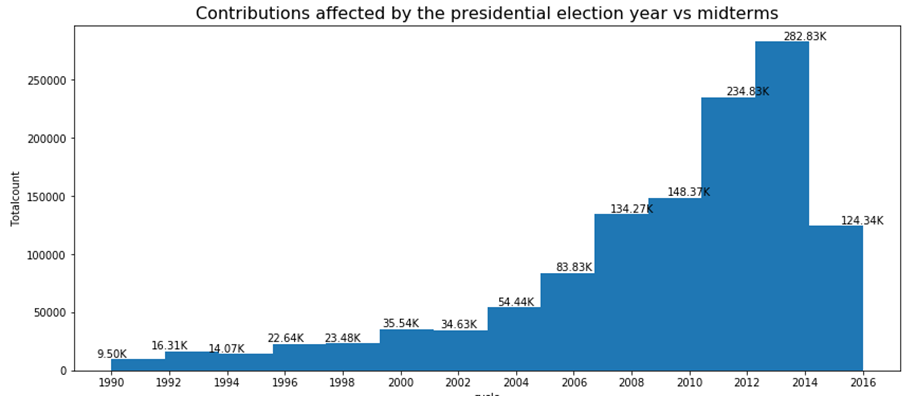 Contributions affected by the presidential election year vs midterms
282.83K
250000
234.83K
200000
Totalcount
150000
148.37K
134.27K
124.34K
100000
83.83K
50000
54.44K
35.54K
34.63K
22.64K
23.48K
16.31K
14.07K
9.50K
0
1990 1992 1994 1996 1998 2000 2002 2004 2006 2008 2010 2012 2014 2016